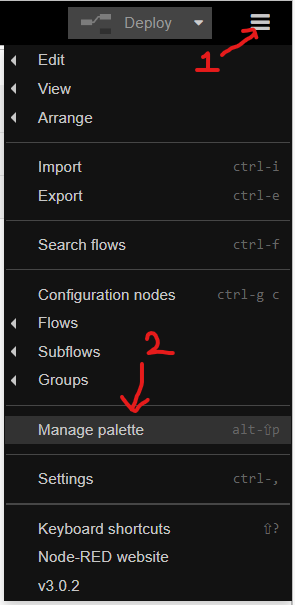 Deploy
1
Edit
View
Arrange
Import ctrl-i
Export ctrl-e
Search flows ctrl-f
Configuration nodes ctrl-g c
Flows
2
Subflows
Groups
Manage palette alt-⇧p
Settings ctrl-,
Keyboard shortcuts ⇧?
Node-RED website
v3.0.2